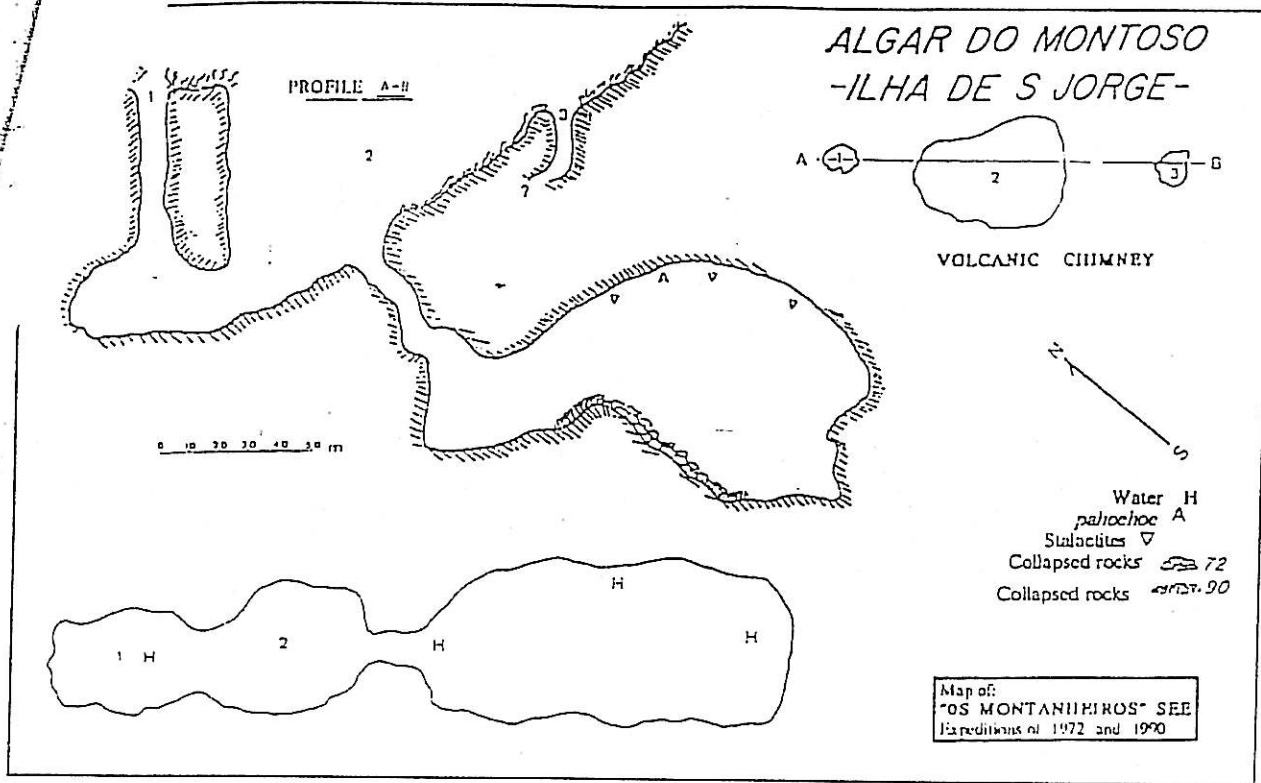 ALGAR DO MONTOSO
-ILHA DE S JORGE-
PROFILE A-B
1
2
3
?
A
A 1 2 3 B
VOLCANIC CHIMNEY
N
S
0 10 20 30 40 50 m
Water H
pahoehoe A
Stalactites
Collapsed rocks 72
Collapsed rocks 90
1 H 2 H H H
Map of:
"OS MONTANHEIROS" SEE
Expeditions of 1972 and 1990